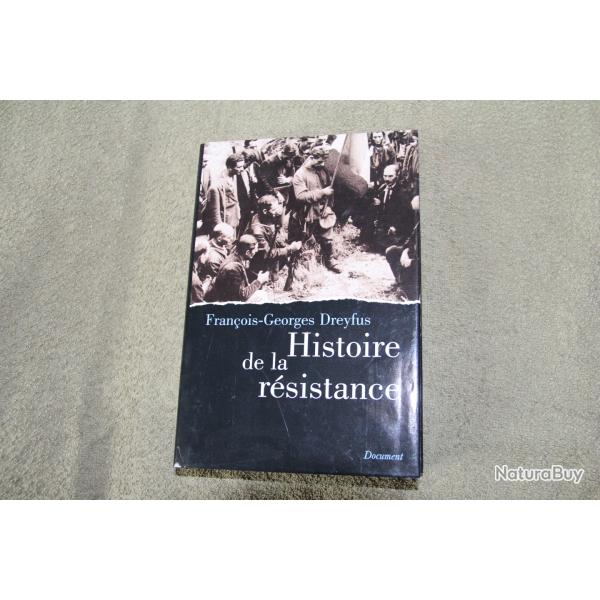 François-Georges Dreyfus
Histoire
de la
résistance
Document
NaturaBuy